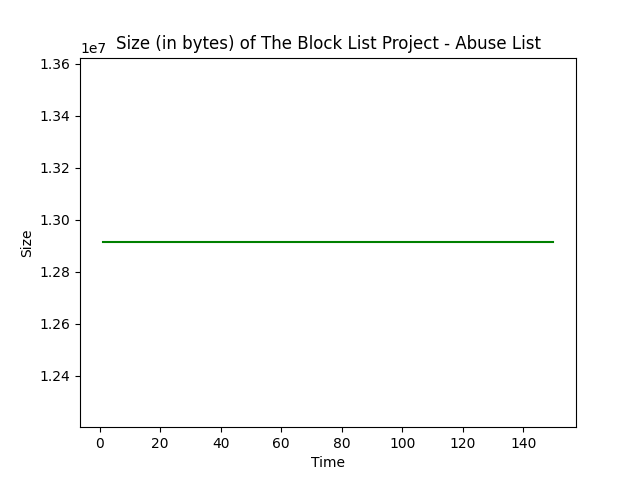 Size (in bytes) of The Block List Project - Abuse List
1e7
1.36
1.34
1.32
1.30
1.28
1.26
1.24
Size
0 20 40 60 80 100 120 140
Time